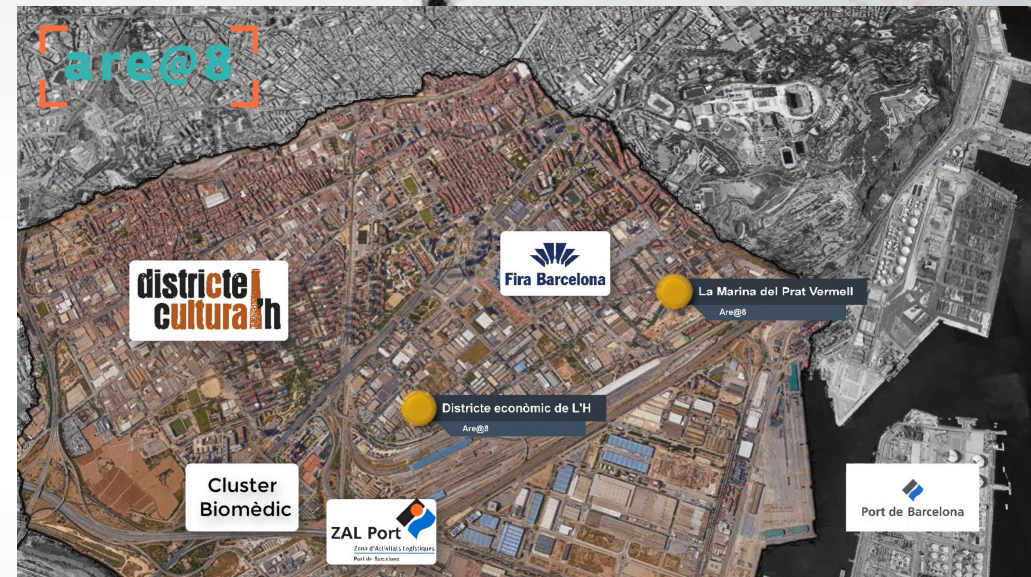 are@8
districte
cultural'h
Fira Barcelona
La Marina del Prat Vermell
Are@8
Districte econòmic de L'H
Are@8
Cluster
Biomèdic
ZAL Port
Zona d'Activitats Logístiques
Port de Barcelona
Port de Barcelona